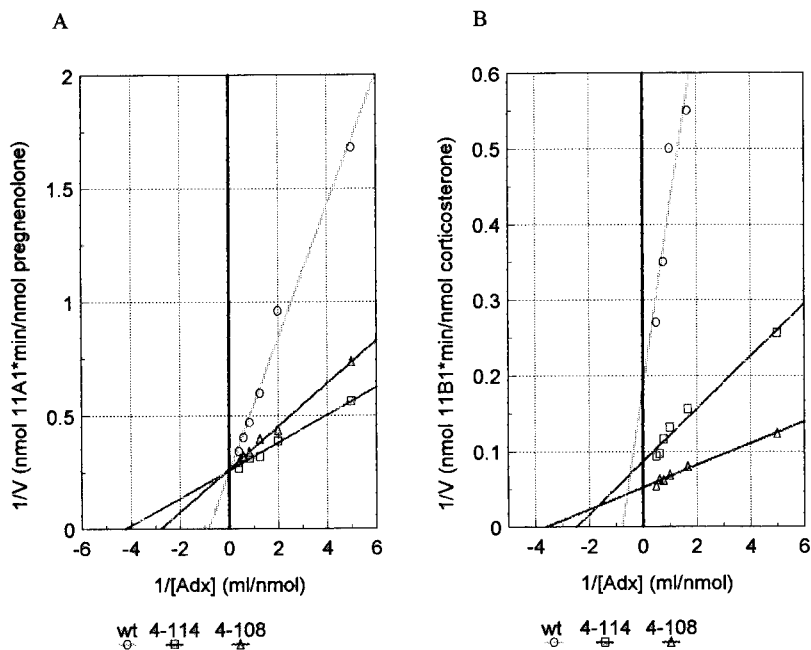 A
1/V (nmol 11A1*min/nmol pregnenolone)
2
1.5
1
0.5
0
-6 -4 -2 0 2 4 6
1/[Adx] (ml/nmol)
wt 4-114 4-108
B
1/V (nmol 11B1*min/nmol corticosterone)
0.6
0.5
0.4
0.3
0.2
0.1
0
-4 -2 0 2 4 6
1/[Adx] (ml/nmol)
wt 4-114 4-108